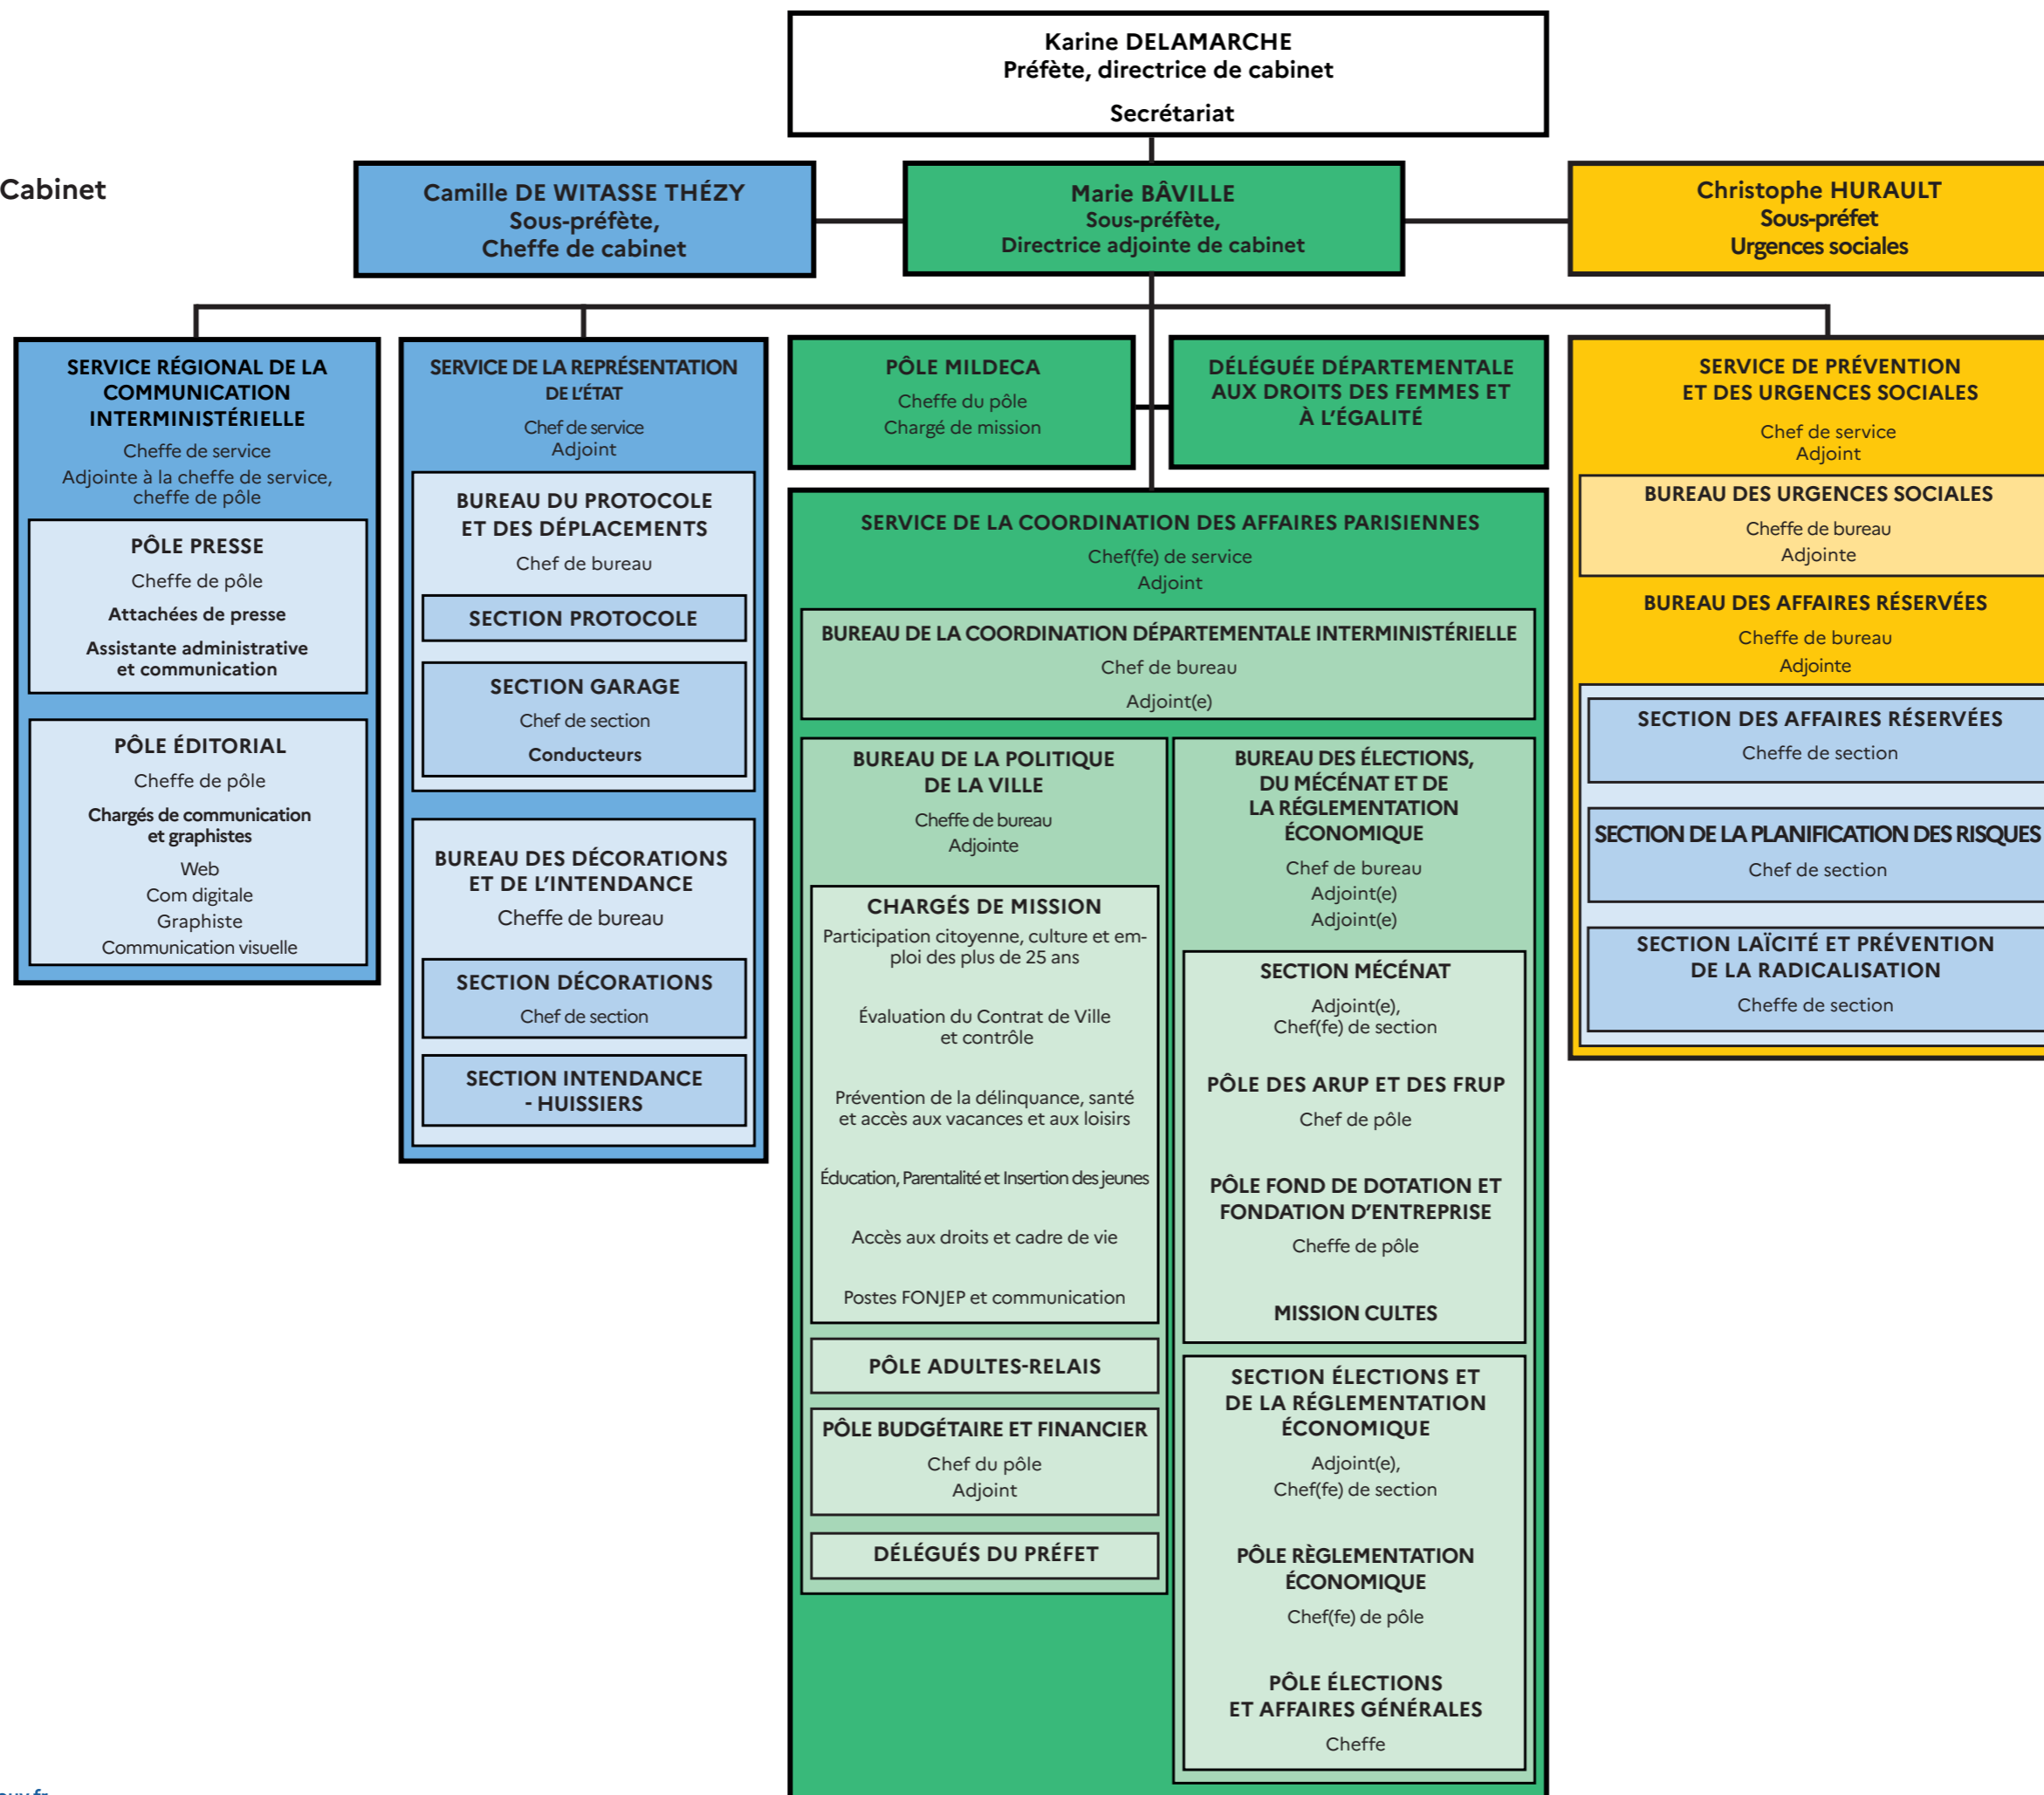 Karine DELAMARCHE
Préfète, directrice de cabinet
Secrétariat
Cabinet
Camille DE WITASSE THÉZY
Sous-préfète,
Cheffe de cabinet
Marie BÂVILLE
Sous-préfète,
Directrice adjointe de cabinet
Christophe HURAULT
Sous-préfet
Urgences sociales
SERVICE RÉGIONAL DE LA
COMMUNICATION
INTERMINISTÉRIELLE
Cheffe de service
Adjointe à la cheffe de service,
cheffe de pôle
PÔLE PRESSE
Cheffe de pôle
Attachées de presse
Assistante administrative
et communication
PÔLE ÉDITORIAL
Cheffe de pôle
Chargés de communication
et graphistes
Web
Com digitale
Graphiste
Communication visuelle
SERVICE DE LA REPRÉSENTATION
DE L'ÉTAT
Chef de service
Adjoint
BUREAU DU PROTOCOLE
ET DES DÉPLACEMENTS
Chef de bureau
SECTION PROTOCOLE
SECTION GARAGE
Chef de section
Conducteurs
BUREAU DES DÉCORATIONS
ET DE L'INTENDANCE
Cheffe de bureau
SECTION DÉCORATIONS
Chef de section
SECTION INTENDANCE
- HUISSIERS
PÔLE MILDECA
Cheffe du pôle
Chargé de mission
DÉLÉGUÉE DÉPARTEMENTALE
AUX DROITS DES FEMMES ET
À L'ÉGALITÉ
SERVICE DE LA COORDINATION DES AFFAIRES PARISIENNES
Chef(fe) de service
Adjoint
BUREAU DE LA COORDINATION DÉPARTEMENTALE INTERMINISTÉRIELLE
Chef de bureau
Adjoint(e)
BUREAU DE LA POLITIQUE
DE LA VILLE
Cheffe de bureau
Adjointe
CHARGÉS DE MISSION
Participation citoyenne, culture et em-
ploi des plus de 25 ans
Évaluation du Contrat de Ville
et contrôle
Prévention de la délinquance, santé
et accès aux vacances et aux loisirs
Éducation, Parentalité et Insertion des jeunes
Accès aux droits et cadre de vie
Postes FONJEP et communication
PÔLE ADULTES-RELAIS
PÔLE BUDGÉTAIRE ET FINANCIER
Chef du pôle
Adjoint
DÉLÉGUÉS DU PRÉFET
BUREAU DES ÉLECTIONS,
DU MÉCÉNAT ET DE
LA RÉGLEMENTATION
ÉCONOMIQUE
Chef de bureau
Adjoint(e)
Adjoint(e)
SECTION MÉCÉNAT
Adjoint(e),
Chef(fe) de section
PÔLE DES ARUP ET DES FRUP
Chef de pôle
PÔLE FOND DE DOTATION ET
FONDATION D'ENTREPRISE
Cheffe de pôle
MISSION CULTES
SECTION ÉLECTIONS ET
DE LA RÉGLEMENTATION
ÉCONOMIQUE
Adjoint(e),
Chef(fe) de section
PÔLE RÈGLEMENTATION
ÉCONOMIQUE
Chef(fe) de pôle
PÔLE ÉLECTIONS
ET AFFAIRES GÉNÉRALES
Cheffe
SERVICE DE PRÉVENTION
ET DES URGENCES SOCIALES
Chef de service
Adjoint
BUREAU DES URGENCES SOCIALES
Cheffe de bureau
Adjointe
BUREAU DES AFFAIRES RÉSERVÉES
Cheffe de bureau
Adjointe
SECTION DES AFFAIRES RÉSERVÉES
Cheffe de section
SECTION DE LA PLANIFICATION DES RISQUES
Chef de section
SECTION LAÏCITÉ ET PRÉVENTION
DE LA RADICALISATION
Cheffe de section